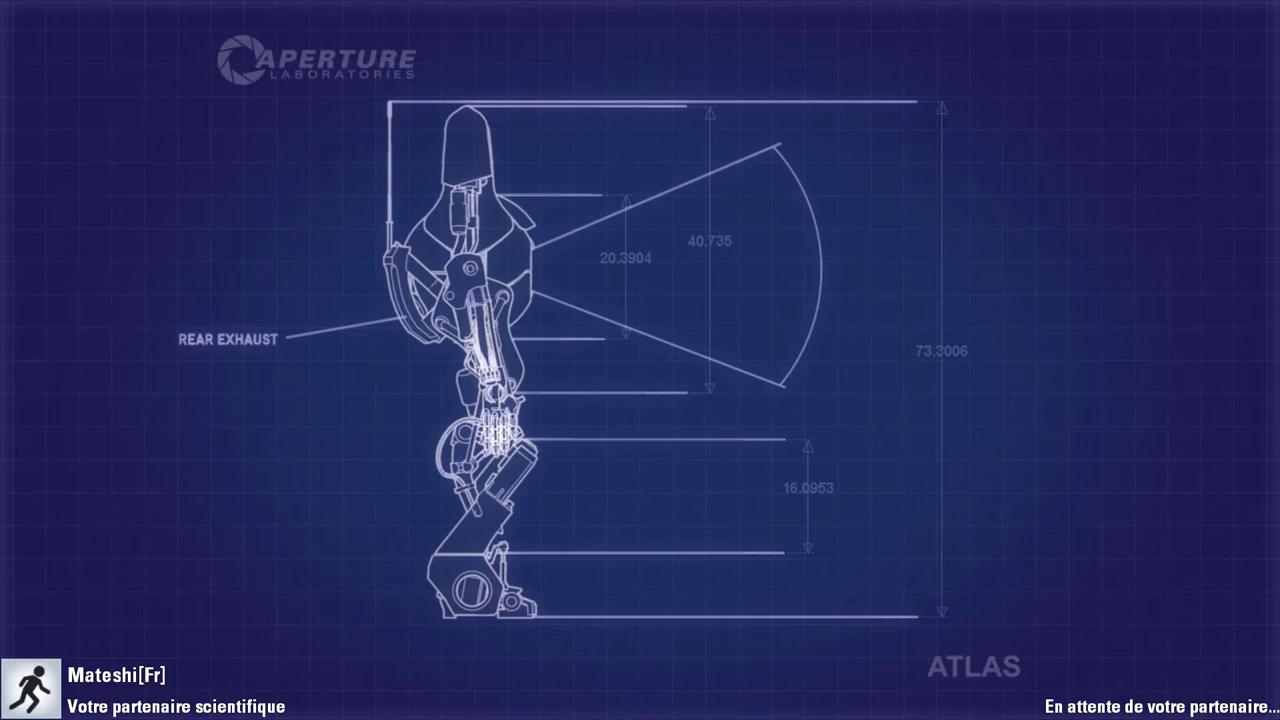 APERTURE
LABORATORIES
40.735
20.3904
REAR EXHAUST
73.3006
16.0953
ATLAS
Mateshi[Fr]
Votre partenaire scientifique
En attente de votre partenaire...